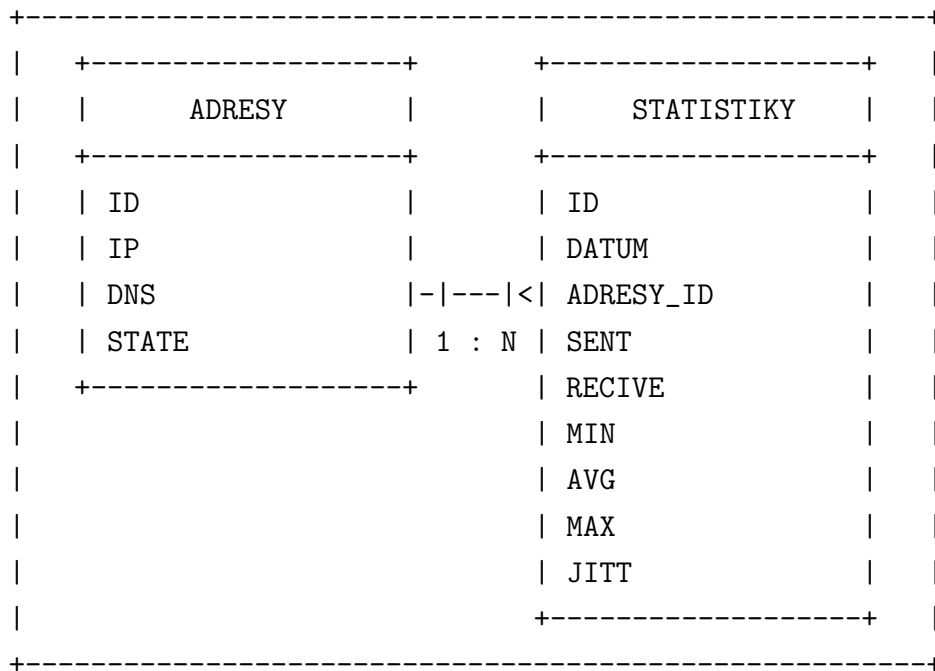 +--------------------------------------------------------+
|   +-------------------+       +-------------------+   |
|   |      ADRESY       |       |     STATISTIKY    |   |
|   +-------------------+       +-------------------+   |
|   | ID                |       | ID                |   |
|   | IP                |       | DATUM             |   |
|   | DNS               |-|---|<| ADRESY_ID         |   |
|   | STATE             | 1 : N | SENT              |   |
|   +-------------------+       | RECIVE            |   |
|                               | MIN               |   |
|                               | AVG               |   |
|                               | MAX               |   |
|                               | JITT              |   |
|                               +-------------------+   |
+--------------------------------------------------------+